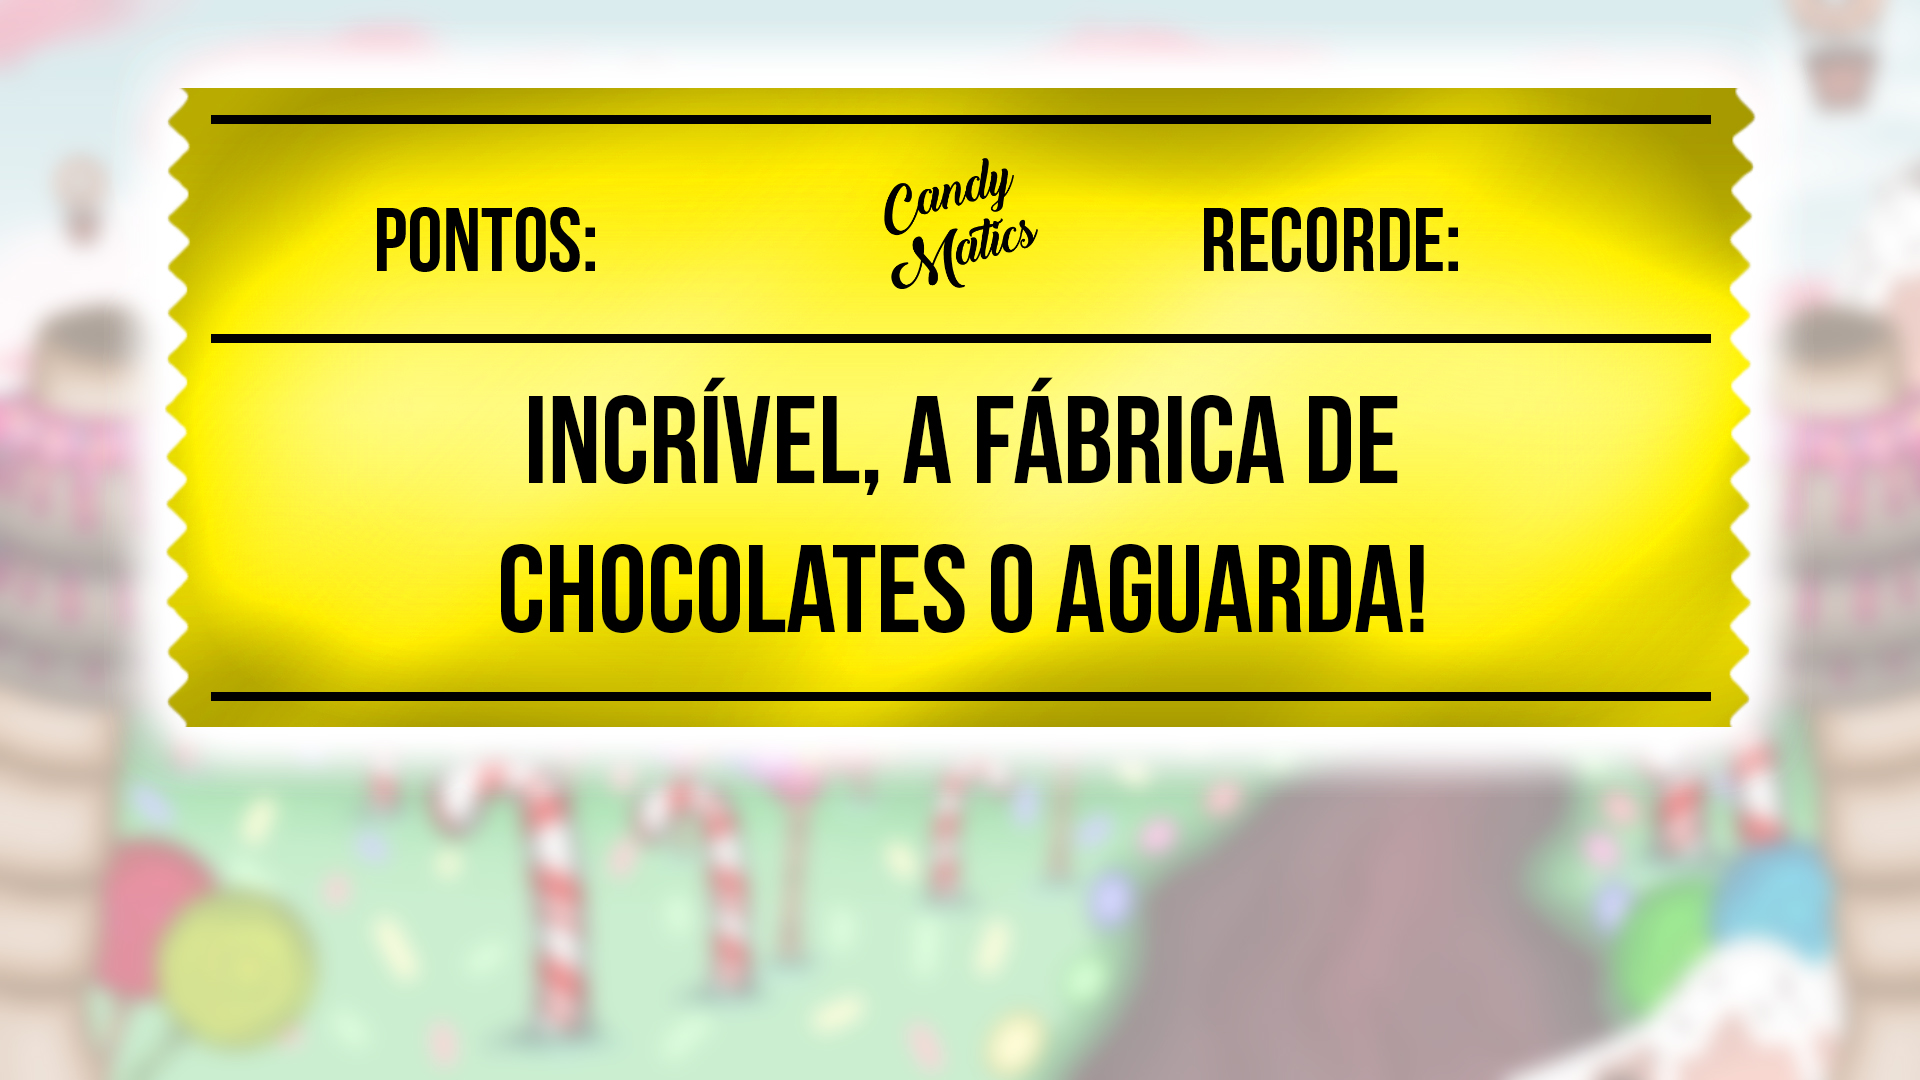 PONTOS:
Candy
Matics
RECORDE:
INCRÍVEL, A FÁBRICA DE
CHOCOLATES O AGUARDA!